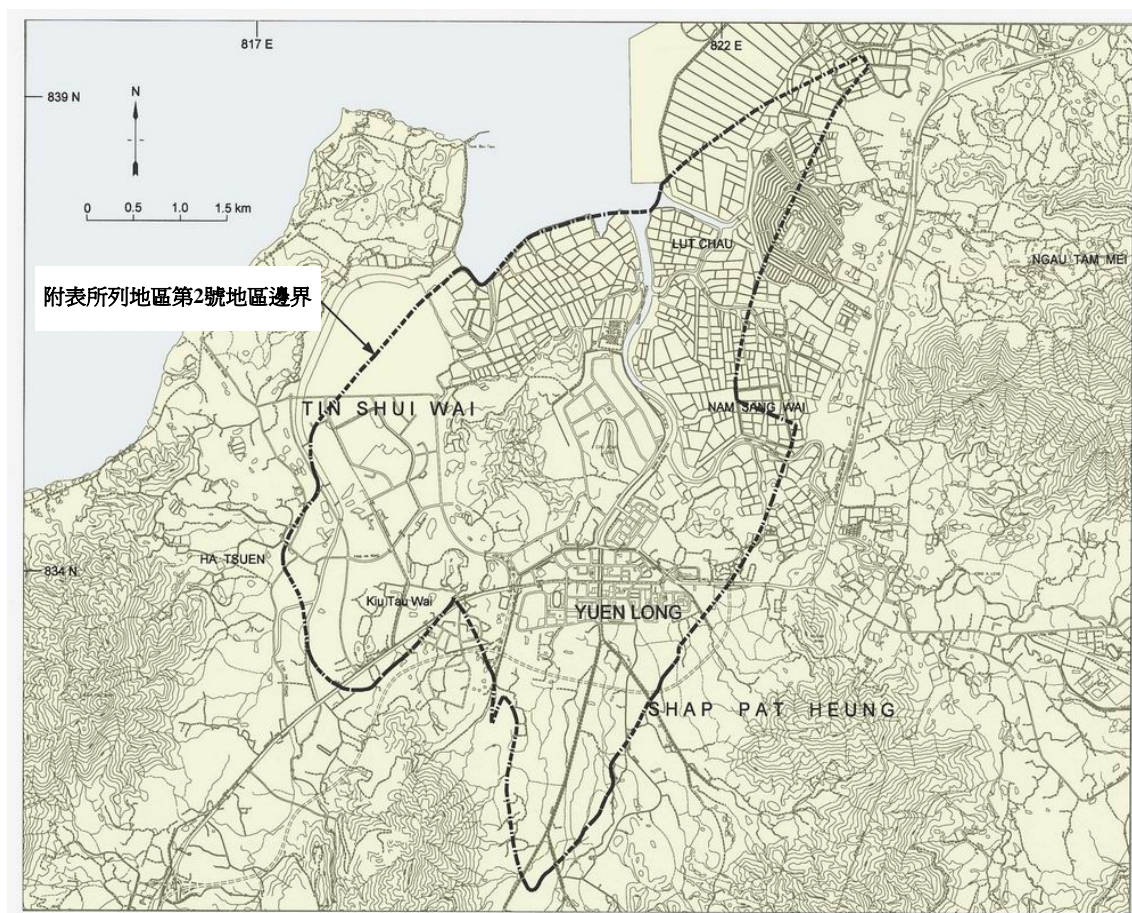 817 E
822 E
839 N
N
0 0.5 1.0 1.5 km
LUT CHAU
NGAU TAM MEI
附表所列地區第2號地區邊界
TIN SHUI WAI
NAM SANG WAI
HA TSUEN
834 N
Kiu Tau Wai
YUEN LONG
SHAP PAT HEUNG